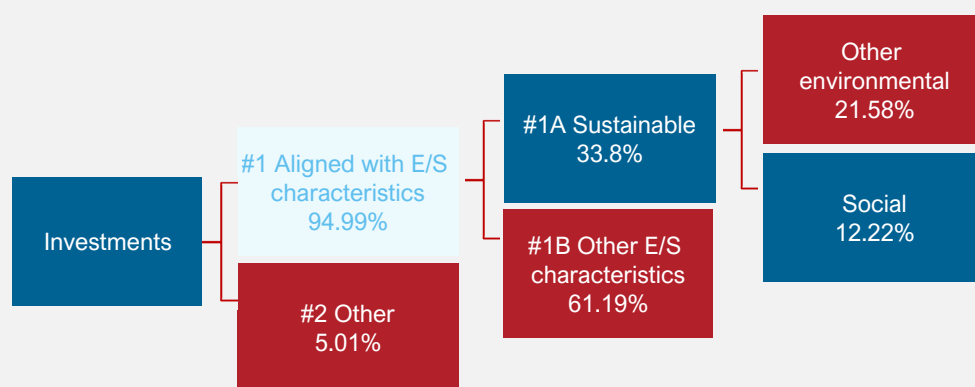 Investments
#1 Aligned with E/S
characteristics
94.99%
#2 Other
5.01%
#1A Sustainable
33.8%
#1B Other E/S
characteristics
61.19%
Other
environmental
21.58%
Social
12.22%